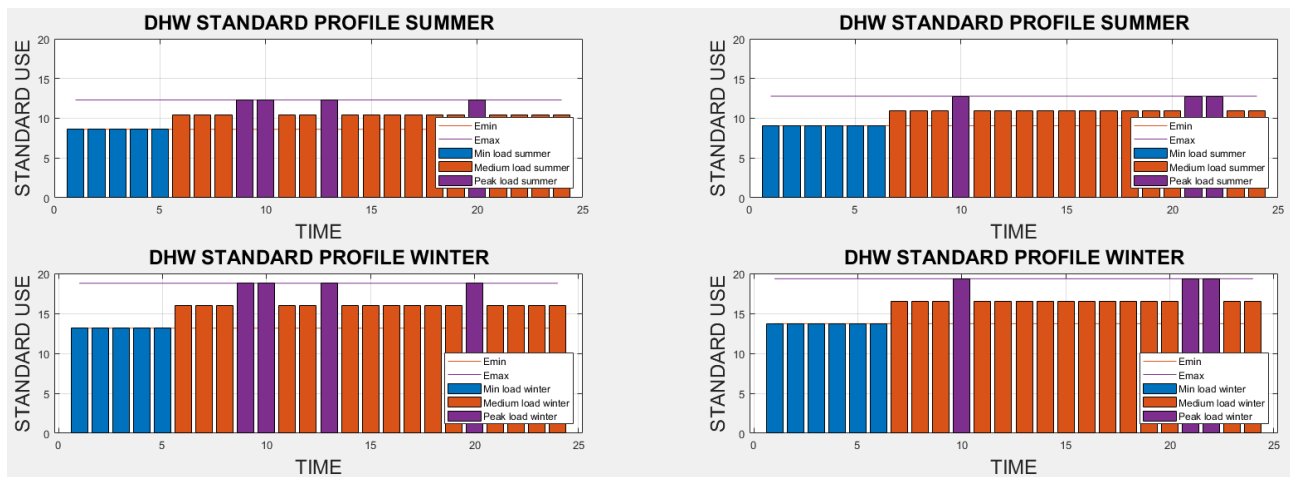 DHW STANDARD PROFILE SUMMER
STANDARD USE
20
15
10
5
0
Emin
Emax
Min load summer
Medium load summer
Peak load summer
0 5 10 15 20 25
TIME
DHW STANDARD PROFILE SUMMER
STANDARD USE
20
15
10
5
0
Emin
Emax
Min load summer
Medium load summer
Peak load summer
0 5 10 15 20 25
TIME
DHW STANDARD PROFILE WINTER
STANDARD USE
20
15
10
5
0
Emin
Emax
Min load winter
Medium load winter
Peak load winter
0 5 10 15 20 25
TIME
DHW STANDARD PROFILE WINTER
STANDARD USE
20
15
10
5
0
Emin
Emax
Min load winter
Medium load winter
Peak load winter
0 5 10 15 20 25
TIME